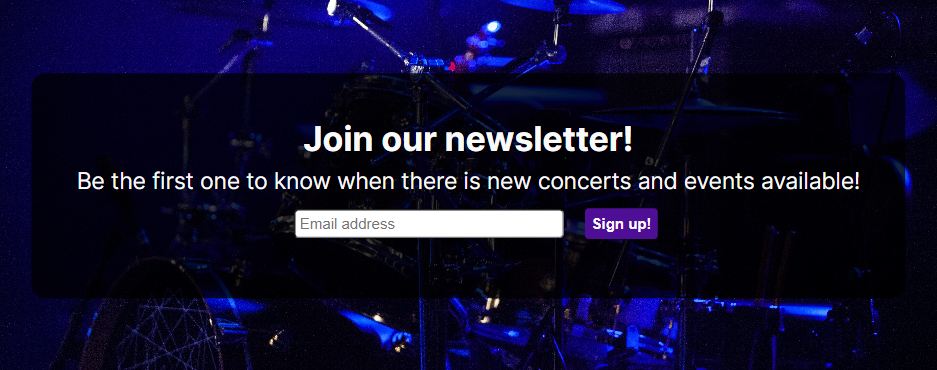 Join our newsletter!
Be the first one to know when there is new concerts and events available!
Email address Sign up!